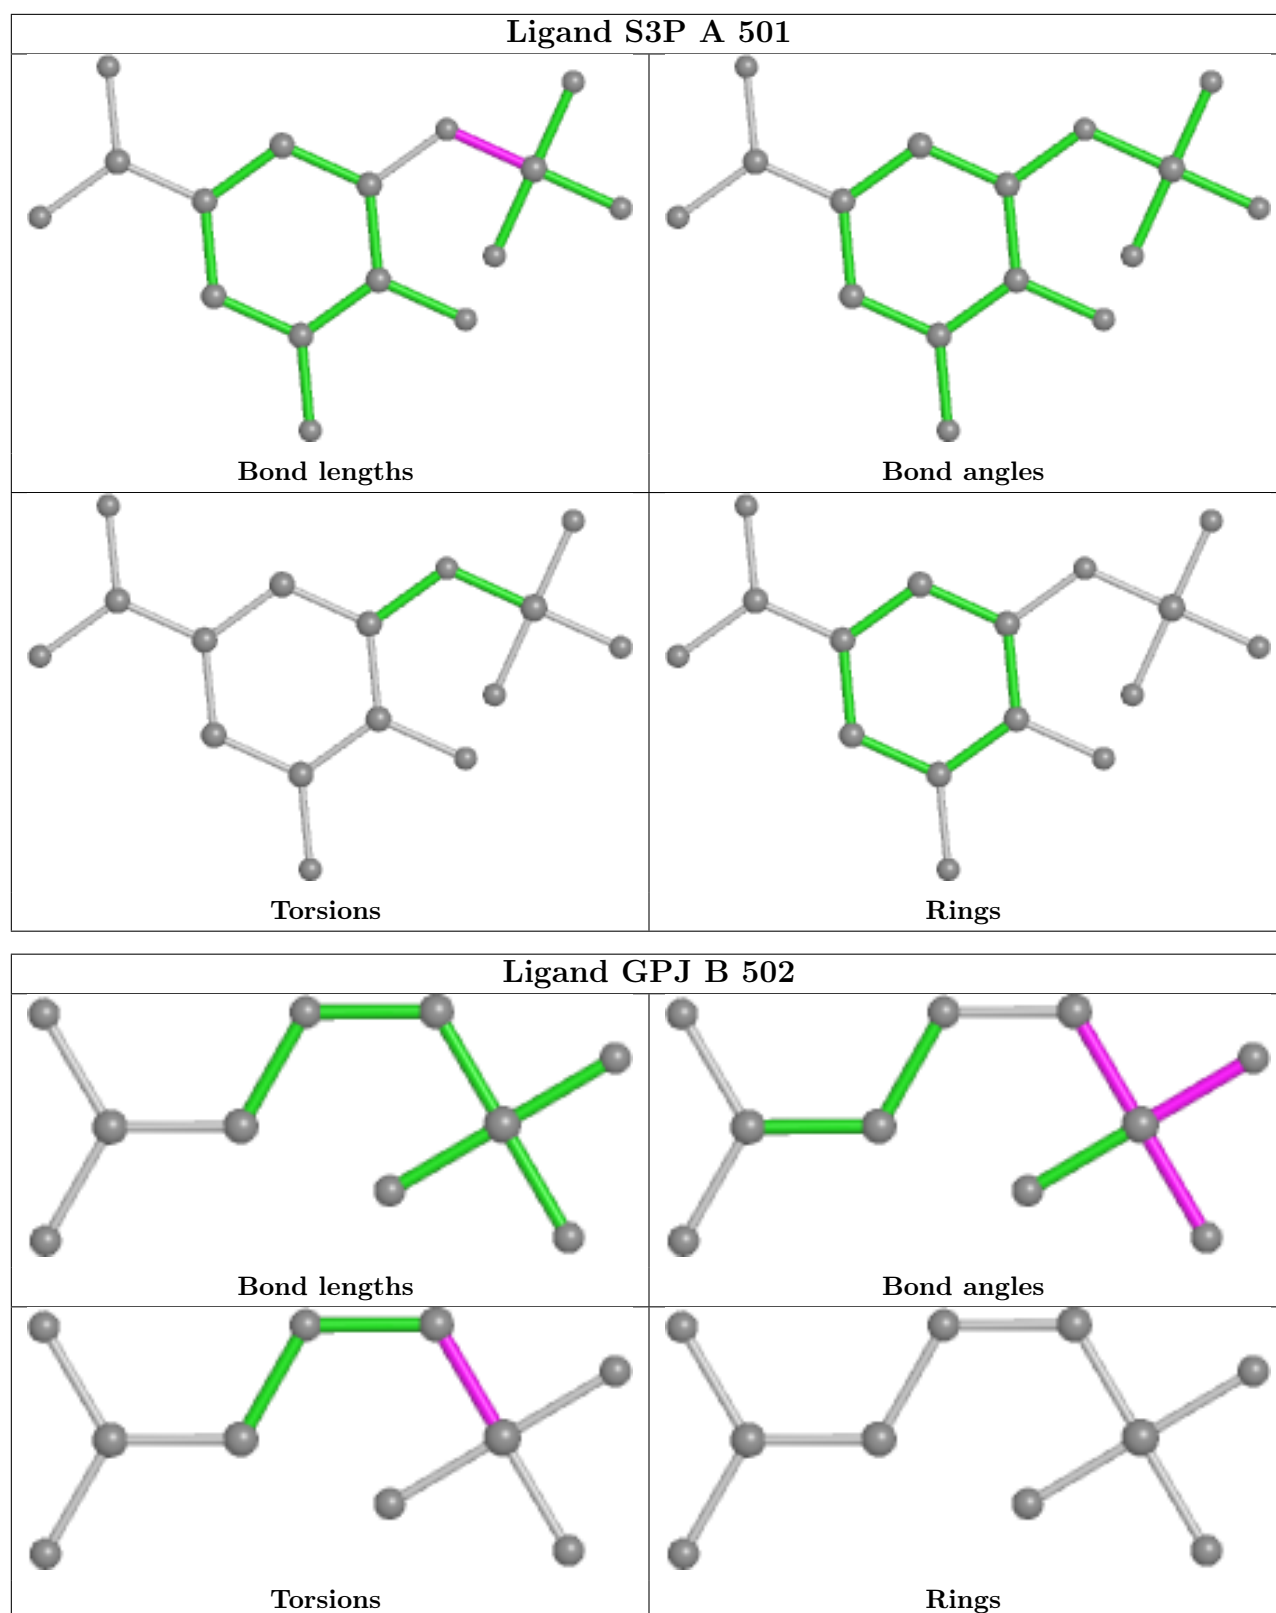 Ligand S3P A 501
Bond lengths
Bond angles
Torsions
Rings
Ligand GPJ B 502
Bond lengths
Bond angles
Torsions
Rings